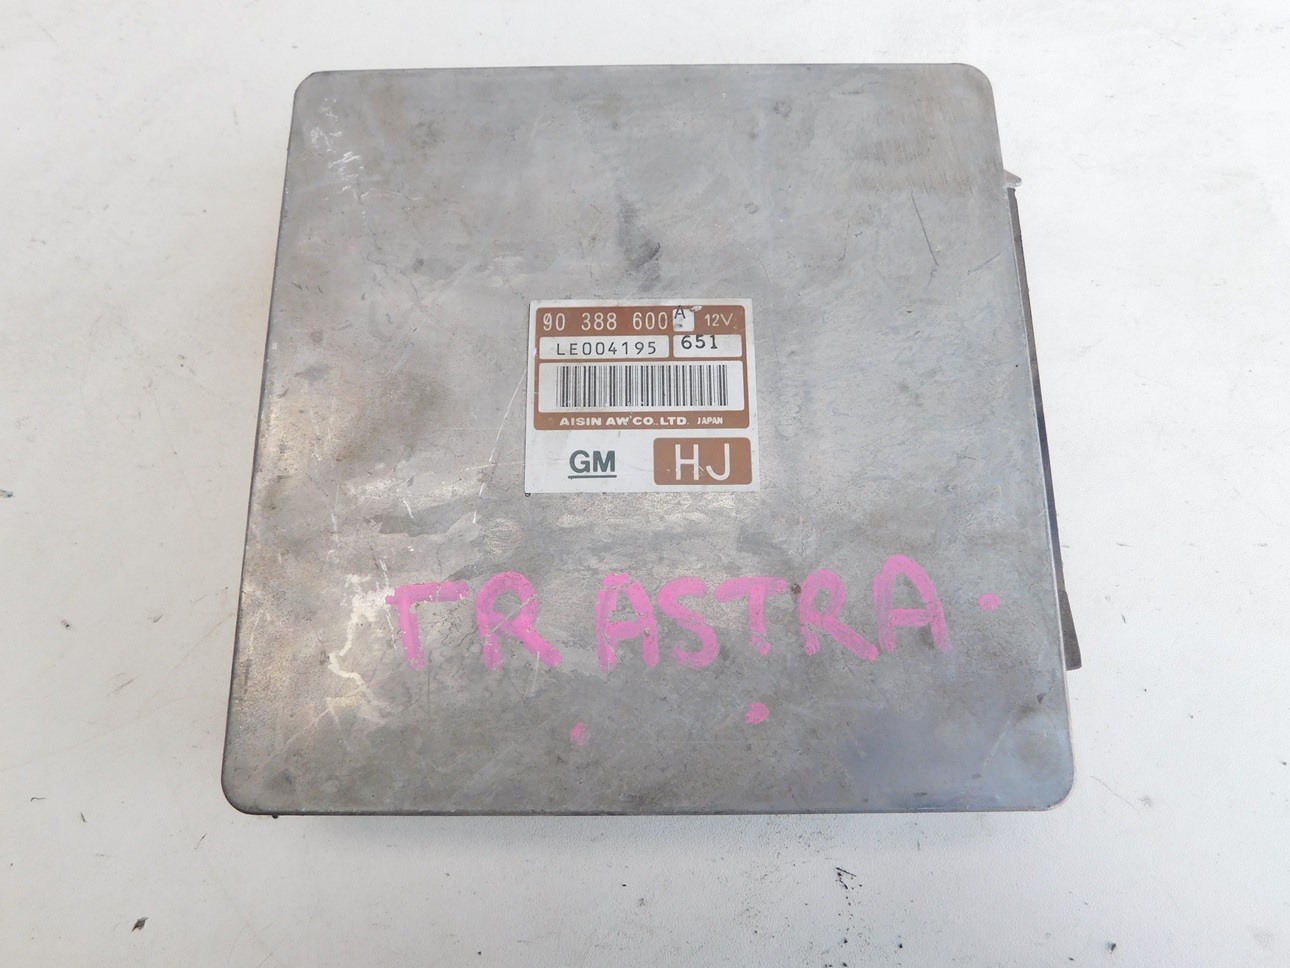 90 388 600 A 12V
LE004195 651
AISIN AW CO., LTD. JAPAN
GM HJ
TR ASTRA